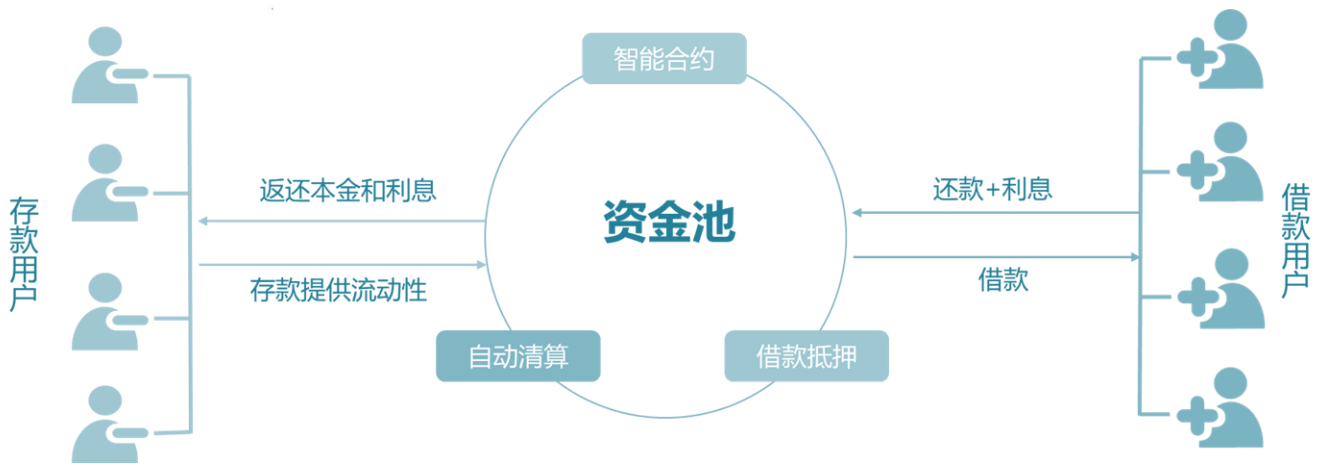 智能合约
返还本金和利息
资金池
还款+利息
存款用户
借款用户
存款提供流动性
借款
自动清算
借款抵押